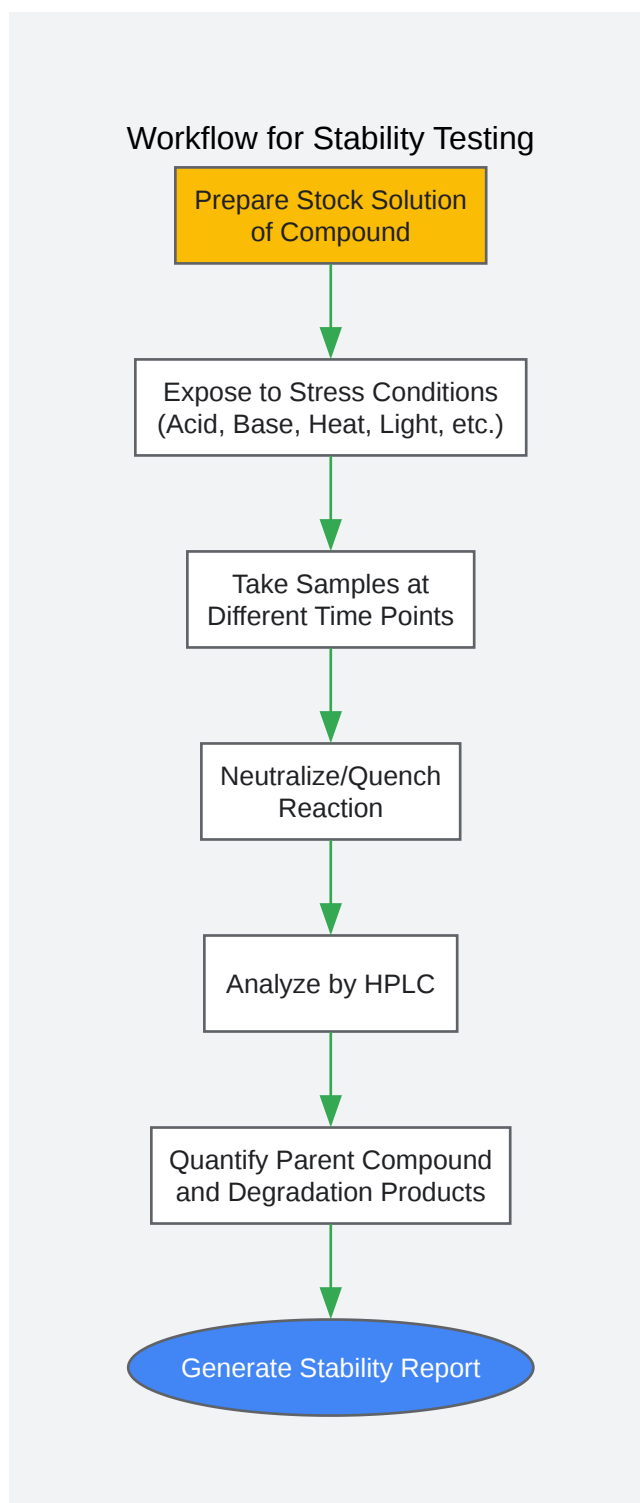 Workflow for Stability Testing
Prepare Stock Solution
of Compound
Expose to Stress Conditions
(Acid, Base, Heat, Light, etc.)
Take Samples at
Different Time Points
Neutralize/Quench
Reaction
Analyze by HPLC
Quantify Parent Compound
and Degradation Products
Generate Stability Report